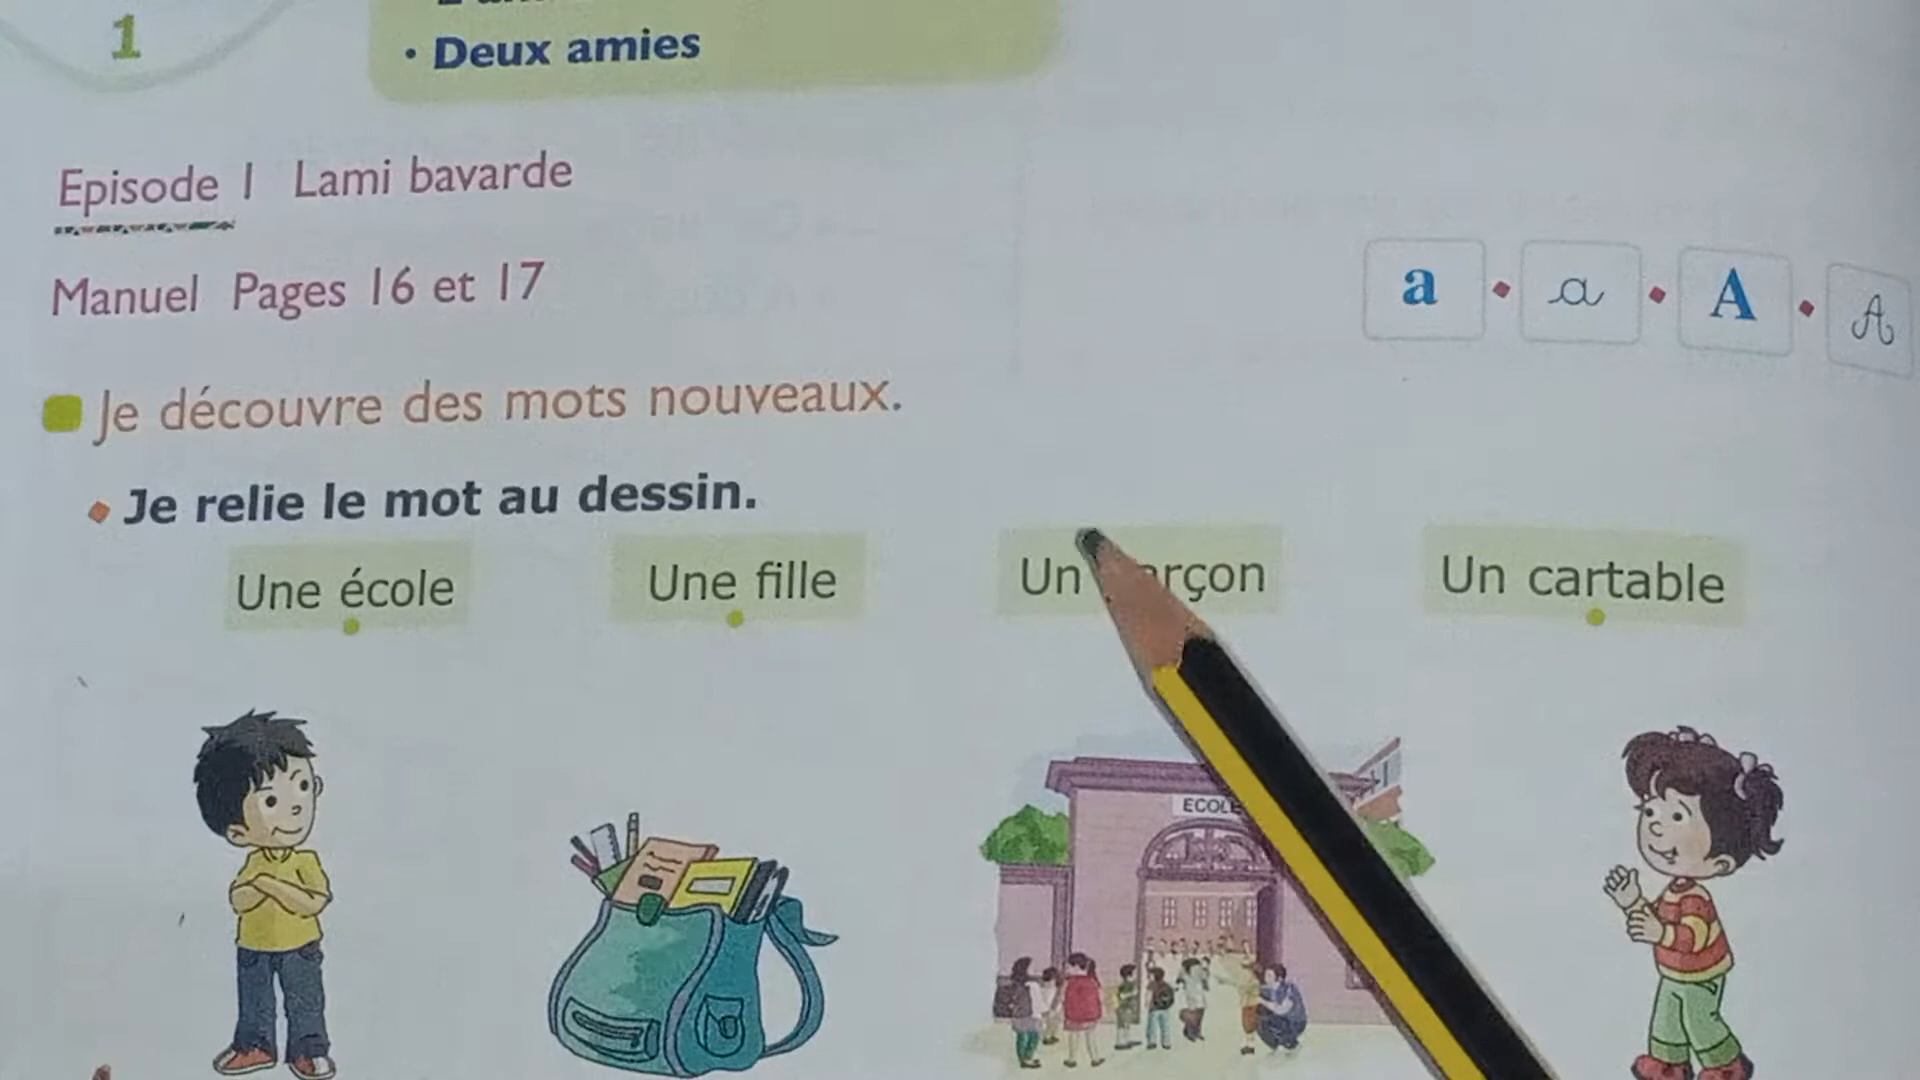 1
• Deux amies
Episode 1 Lami bavarde
Manuel Pages 16 et 17
a • a • A • A
Je découvre des mots nouveaux.
Je relie le mot au dessin.
Une école
Une fille
Un
Un cartable
ECOLE